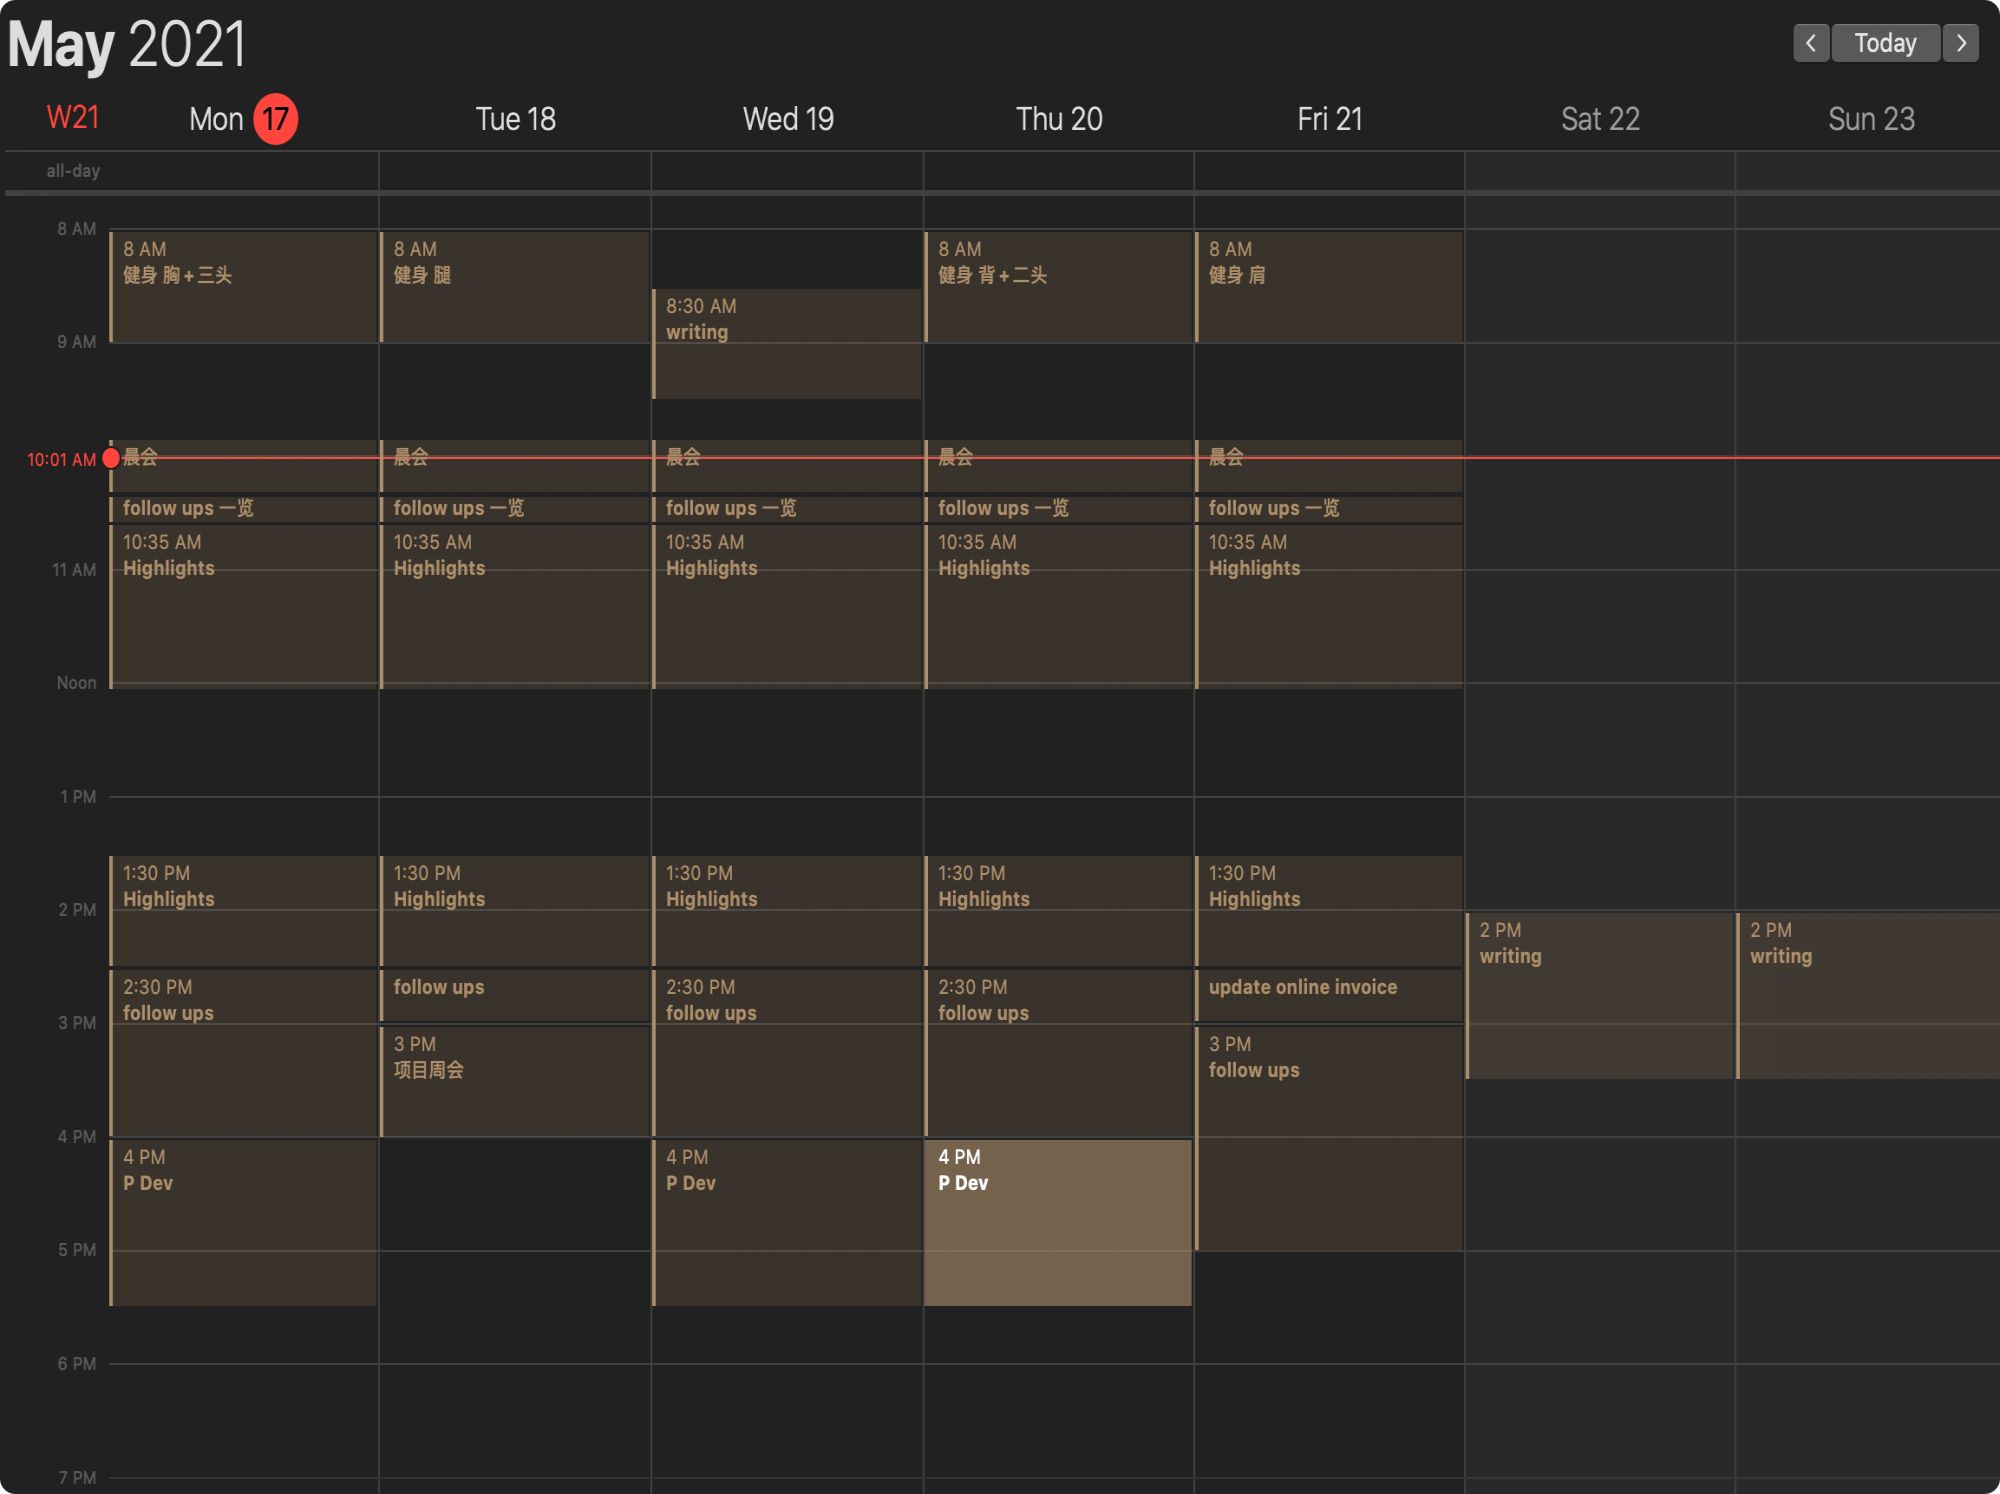 May 2021
Today
W21 Mon 17 Tue 18 Wed 19 Thu 20 Fri 21 Sat 22 Sun 23
all-day
8 AM
8 AM 8 AM 8 AM 8 AM
健身 胸+三头 健身 腿 健身 背+二头 健身 肩
8:30 AM
writing
9 AM
10:01 AM 晨会 晨会 晨会 晨会 晨会
follow ups 一览 follow ups 一览 follow ups 一览 follow ups 一览 follow ups 一览
10:35 AM 10:35 AM 10:35 AM 10:35 AM 10:35 AM
11 AM Highlights Highlights Highlights Highlights Highlights
Noon
1 PM
1:30 PM 1:30 PM 1:30 PM 1:30 PM 1:30 PM
Highlights Highlights Highlights Highlights Highlights
2 PM
2 PM 2 PM
writing writing
2:30 PM follow ups 2:30 PM 2:30 PM update online invoice
follow ups follow ups follow ups
3 PM
3 PM 3 PM
项目周会 follow ups
4 PM
4 PM 4 PM 4 PM
P Dev P Dev P Dev
5 PM
6 PM
7 PM